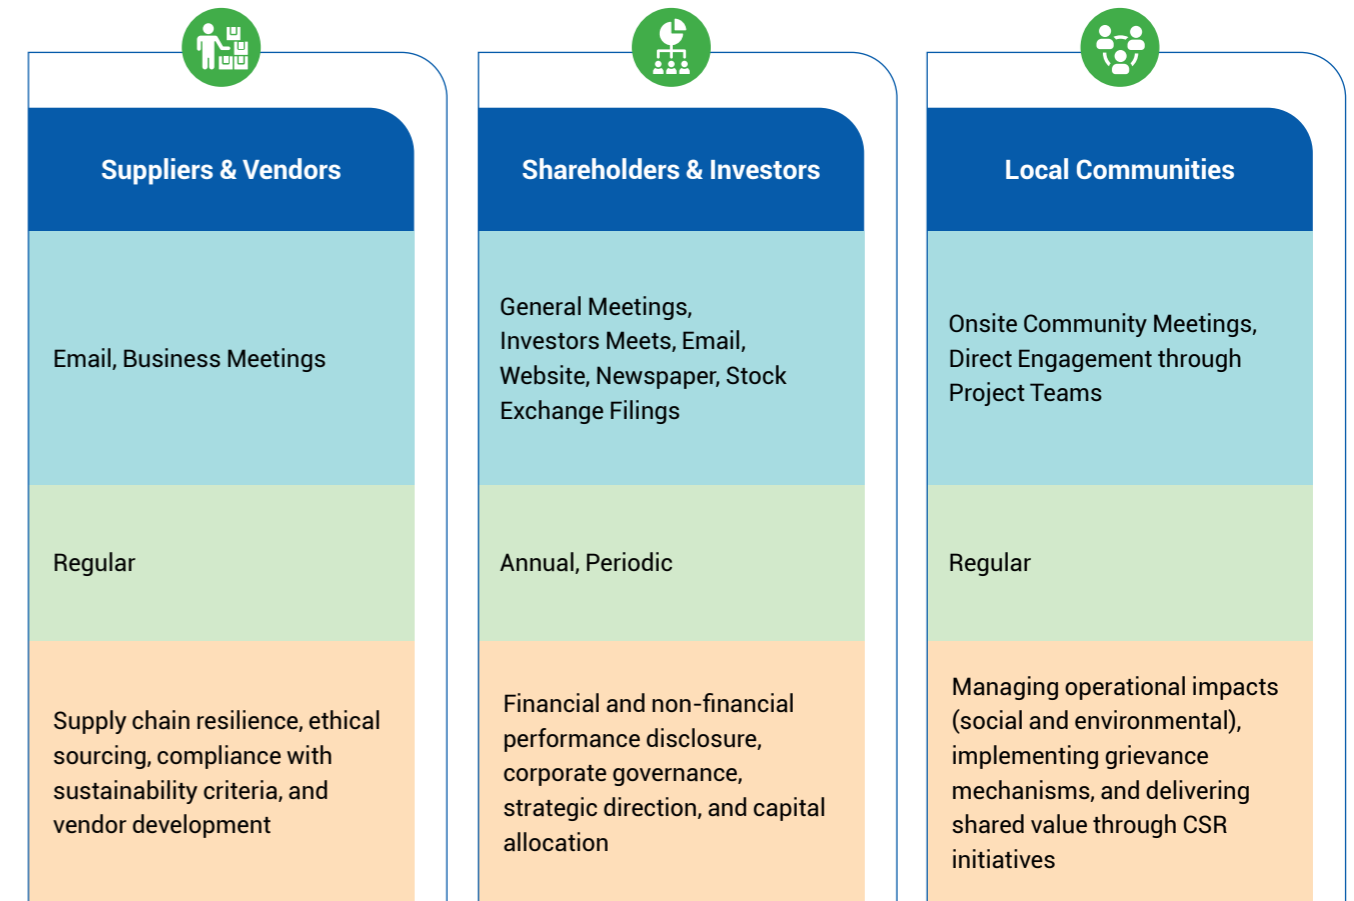 Suppliers & Vendors
Email, Business Meetings
Regular
Supply chain resilience, ethical
sourcing, compliance with
sustainability criteria, and
vendor development
Shareholders & Investors
General Meetings,
Investors Meets, Email,
Website, Newspaper, Stock
Exchange Filings
Annual, Periodic
Financial and non-financial
performance disclosure,
corporate governance,
strategic direction, and capital
allocation
Local Communities
Onsite Community Meetings,
Direct Engagement through
Project Teams
Regular
Managing operational impacts
(social and environmental),
implementing grievance
mechanisms, and delivering
shared value through CSR
initiatives